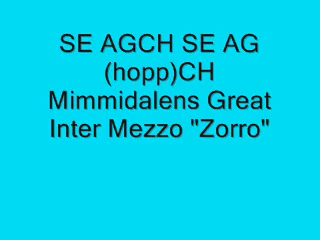 SE AGCH SE AG
(hopp)CH
Mimmidalens Great
Inter Mezzo "Zorro"